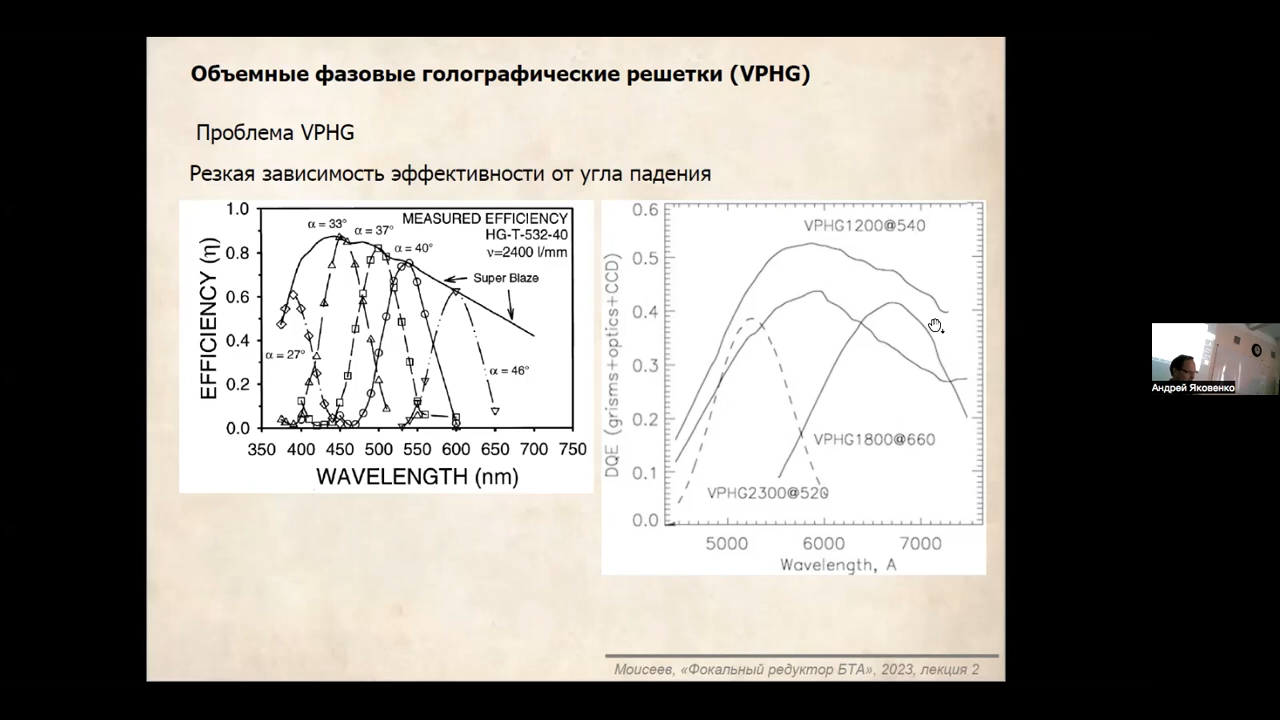 Объемные фазовые голографические решетки (VPHG)
Проблема VPHG
Резкая зависимость эффективности от угла падения
1.0
0.8
0.6
0.4
0.2
0.0
EFFICIENCY (η)
α = 33°
α = 37°
α = 40°
α = 27°
α = 46°
MEASURED EFFICIENCY
HG-T-532-40
ν=2400 l/mm
Super Blaze
350 400 450 500 550 600 650 700 750
WAVELENGTH (nm)
0.6
0.5
0.4
0.3
0.2
0.1
0.0
DQE (grisms+optics+CCD)
VPHG1200@540
VPHG1800@660
VPHG2300@520
5000 6000 7000
Wavelength, A
Моисеев, «Фокальный редуктор БТА», 2023, лекция 2
Андрей Яковенко